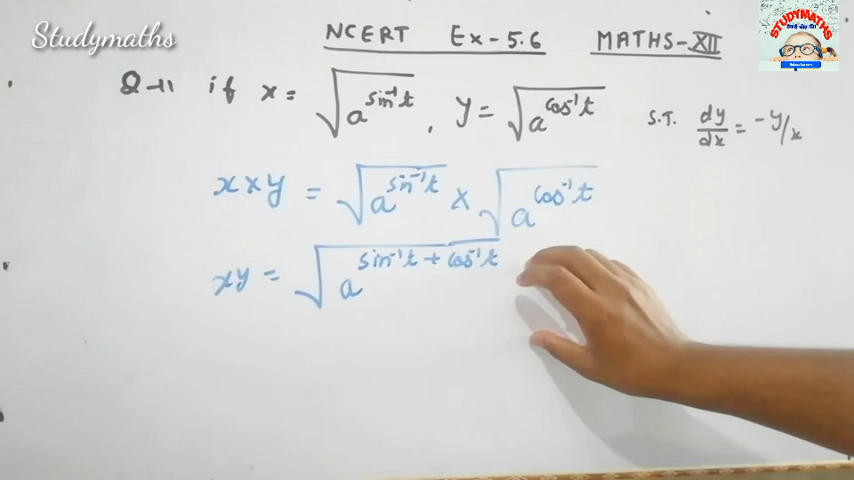 Studymaths
NCERT Ex-5.6 MATHS-XII
STUDYMATHS
Q-11 if x = √(a^(sin⁻¹t)), y = √(a^(cos⁻¹t)) S.T. dy/dx = -y/x
x × y = √(a^(sin⁻¹t)) × √(a^(cos⁻¹t))
xy = √(a^(sin⁻¹t + cos⁻¹t))